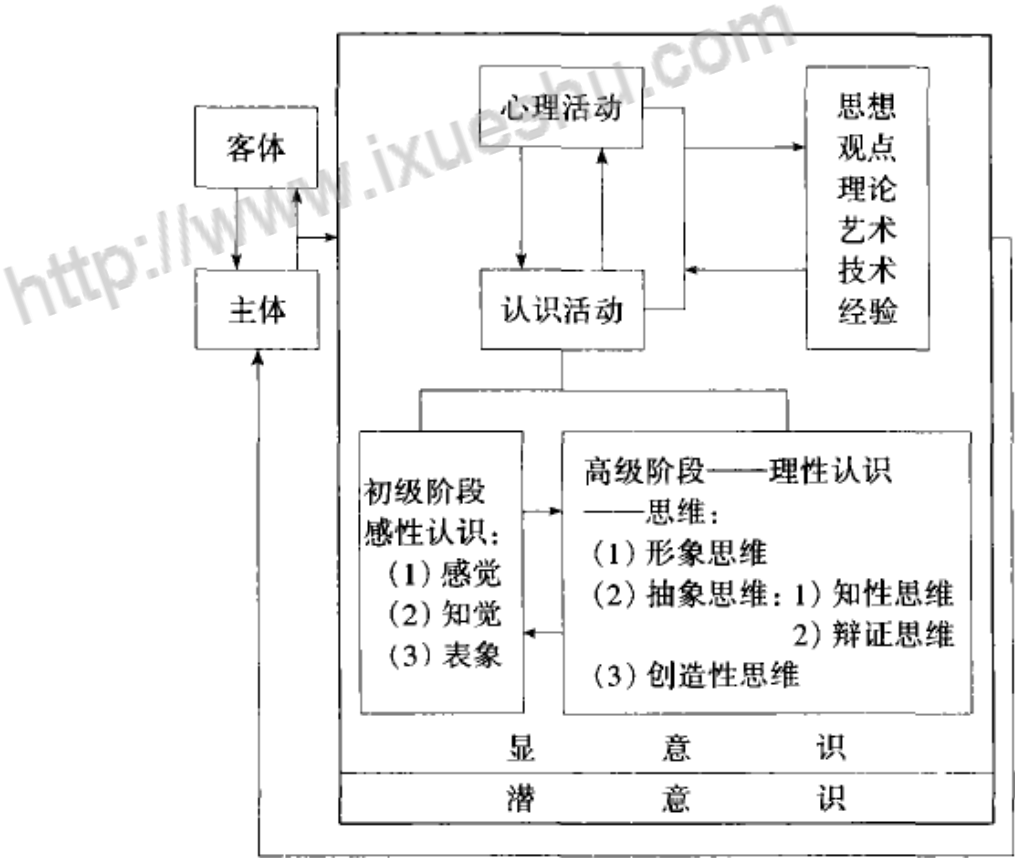 http://www.ixueshu.com
心理活动
思想
观点
理论
艺术
技术
经验
客体
主体
认识活动
初级阶段
感性认识：
(1) 感觉
(2) 知觉
(3) 表象
高级阶段——理性认识
——思维：
(1) 形象思维
(2) 抽象思维：1) 知性思维
2) 辩证思维
(3) 创造性思维
显 意 识
潜 意 识